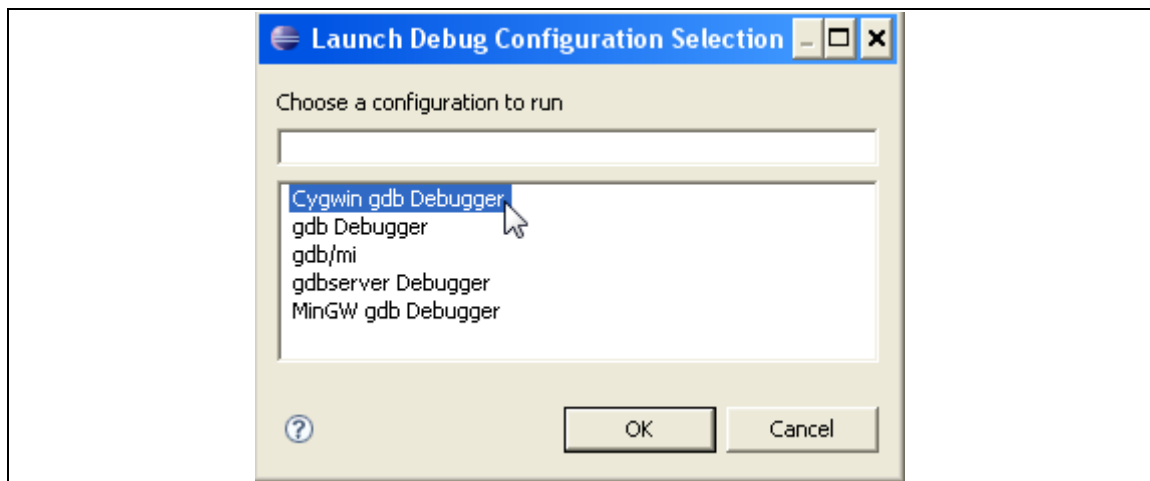 Launch Debug Configuration Selection
Choose a configuration to run
Cygwin gdb Debugger
gdb Debugger
gdb/mi
gdbserver Debugger
MinGW gdb Debugger
OK Cancel